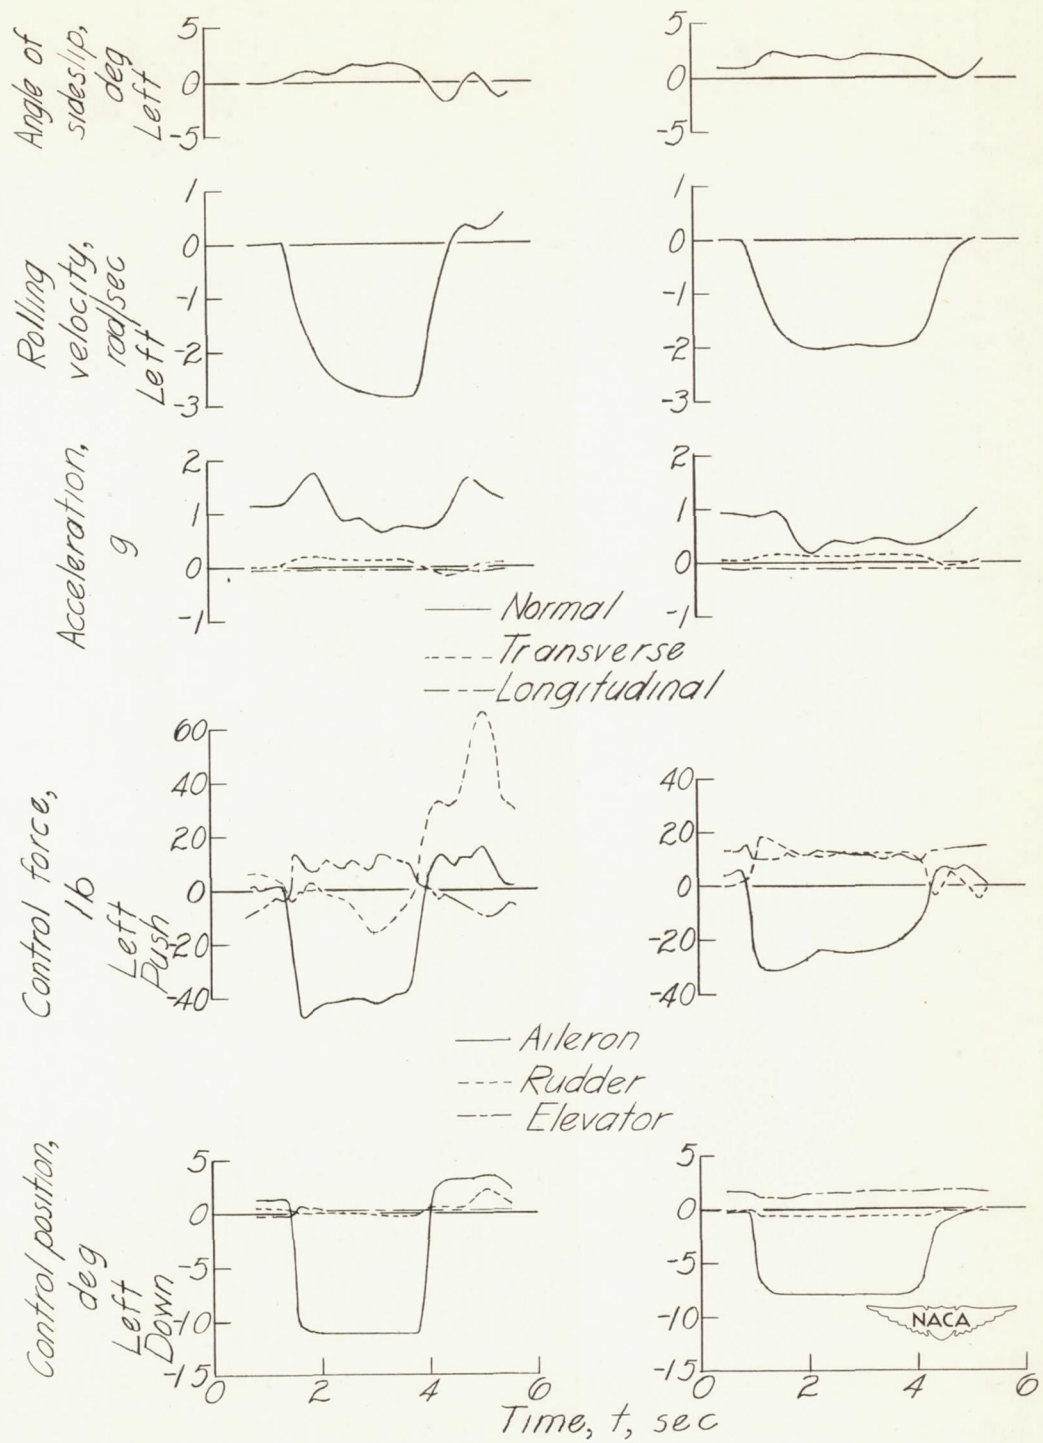 Angle of
sideslip,
deg
Left
5
0
-5
5
0
-5
Rolling
velocity,
rad/sec
Left
1
0
-1
-2
-3
1
0
-1
-2
-3
Acceleration,
g
2
1
0
-1
2
1
0
-1
Normal
Transverse
Longitudinal
Control force,
lb
Left
Push
60
40
20
0
-20
-40
40
20
0
-20
-40
Aileron
Rudder
Elevator
Control position,
deg
Left
Down
5
0
-5
-10
-15
5
0
-5
-10
-15
NACA
0 2 4 6
0 2 4 6
Time, t, sec